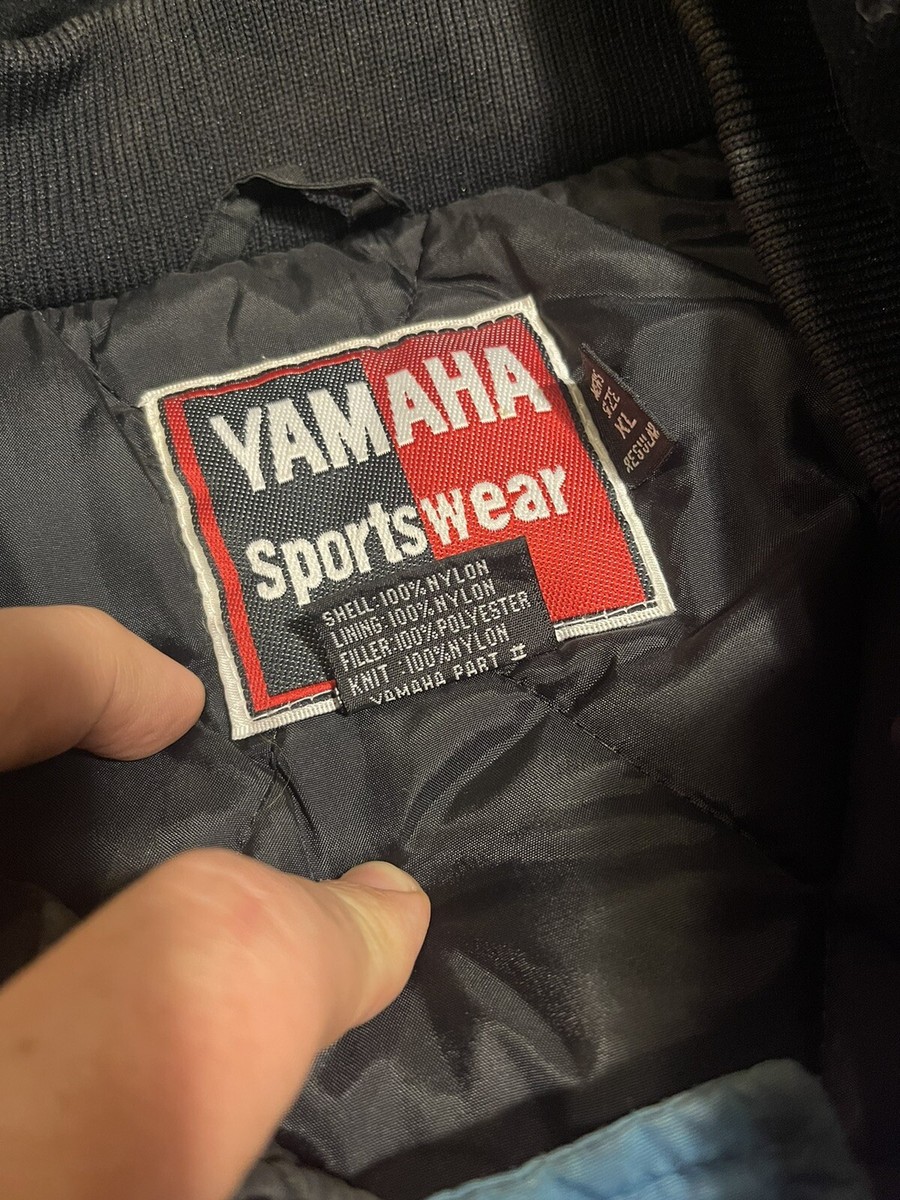 YAMAHA
Sportswear
MEN'S
SIZE
XL
REGULAR
SHELL-100%NYLON
LINING-100%NYLON
FILLER-100%POLYESTER
KNIT -100%NYLON
YAMAHA PART #